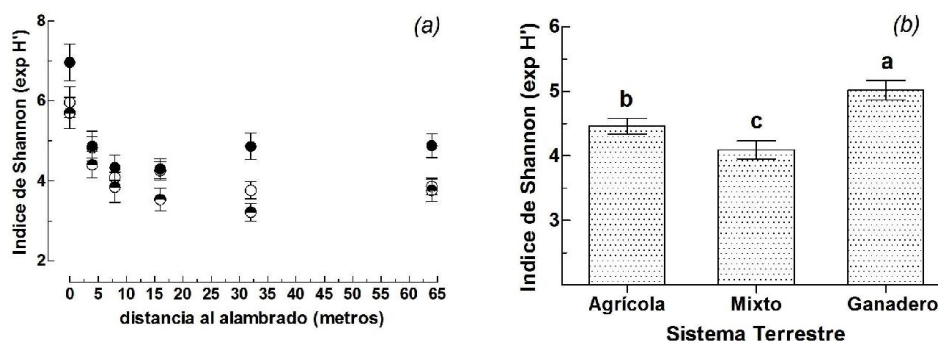 (a)
Indice de Shannon (exp H')
8
6
4
2
0 5 10 15 20 25 30 35 40 45 50 55 60 65
distancia al alambrado (metros)
(b)
Indice de Shannon (exp H')
6
5
4
3
b
c
a
Agrícola Mixto Ganadero
Sistema Terrestre